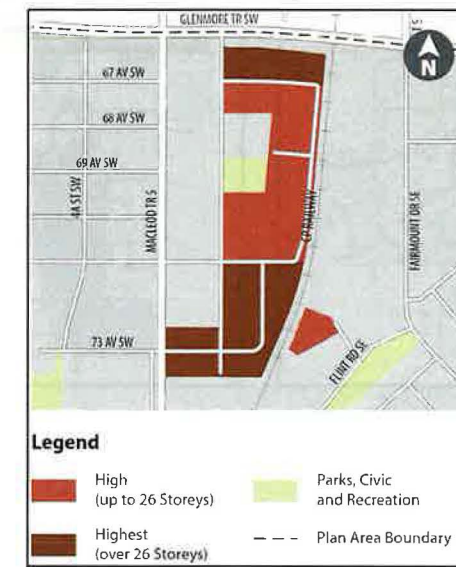 GLENMORE TR SW
N
67 AV SW
68 AV SW
69 AV SW
4A ST SW
MACLEOD TR S
CP RAILWAY
FAIRMOUNT DR SE
73 AV SW
FLINT RD SE
Legend
High
(up to 26 Storeys)
Highest
(over 26 Storeys)
Parks, Civic
and Recreation
Plan Area Boundary